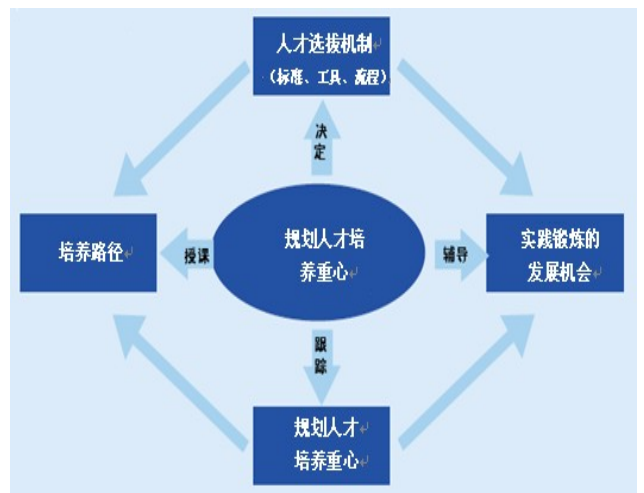 人才选拔机制
（标准、工具、流程）
决
定
培养路径
授课
规划人才培
养重心
辅导
实践锻炼的
发展机会
跟
踪
规划人才
培养重心